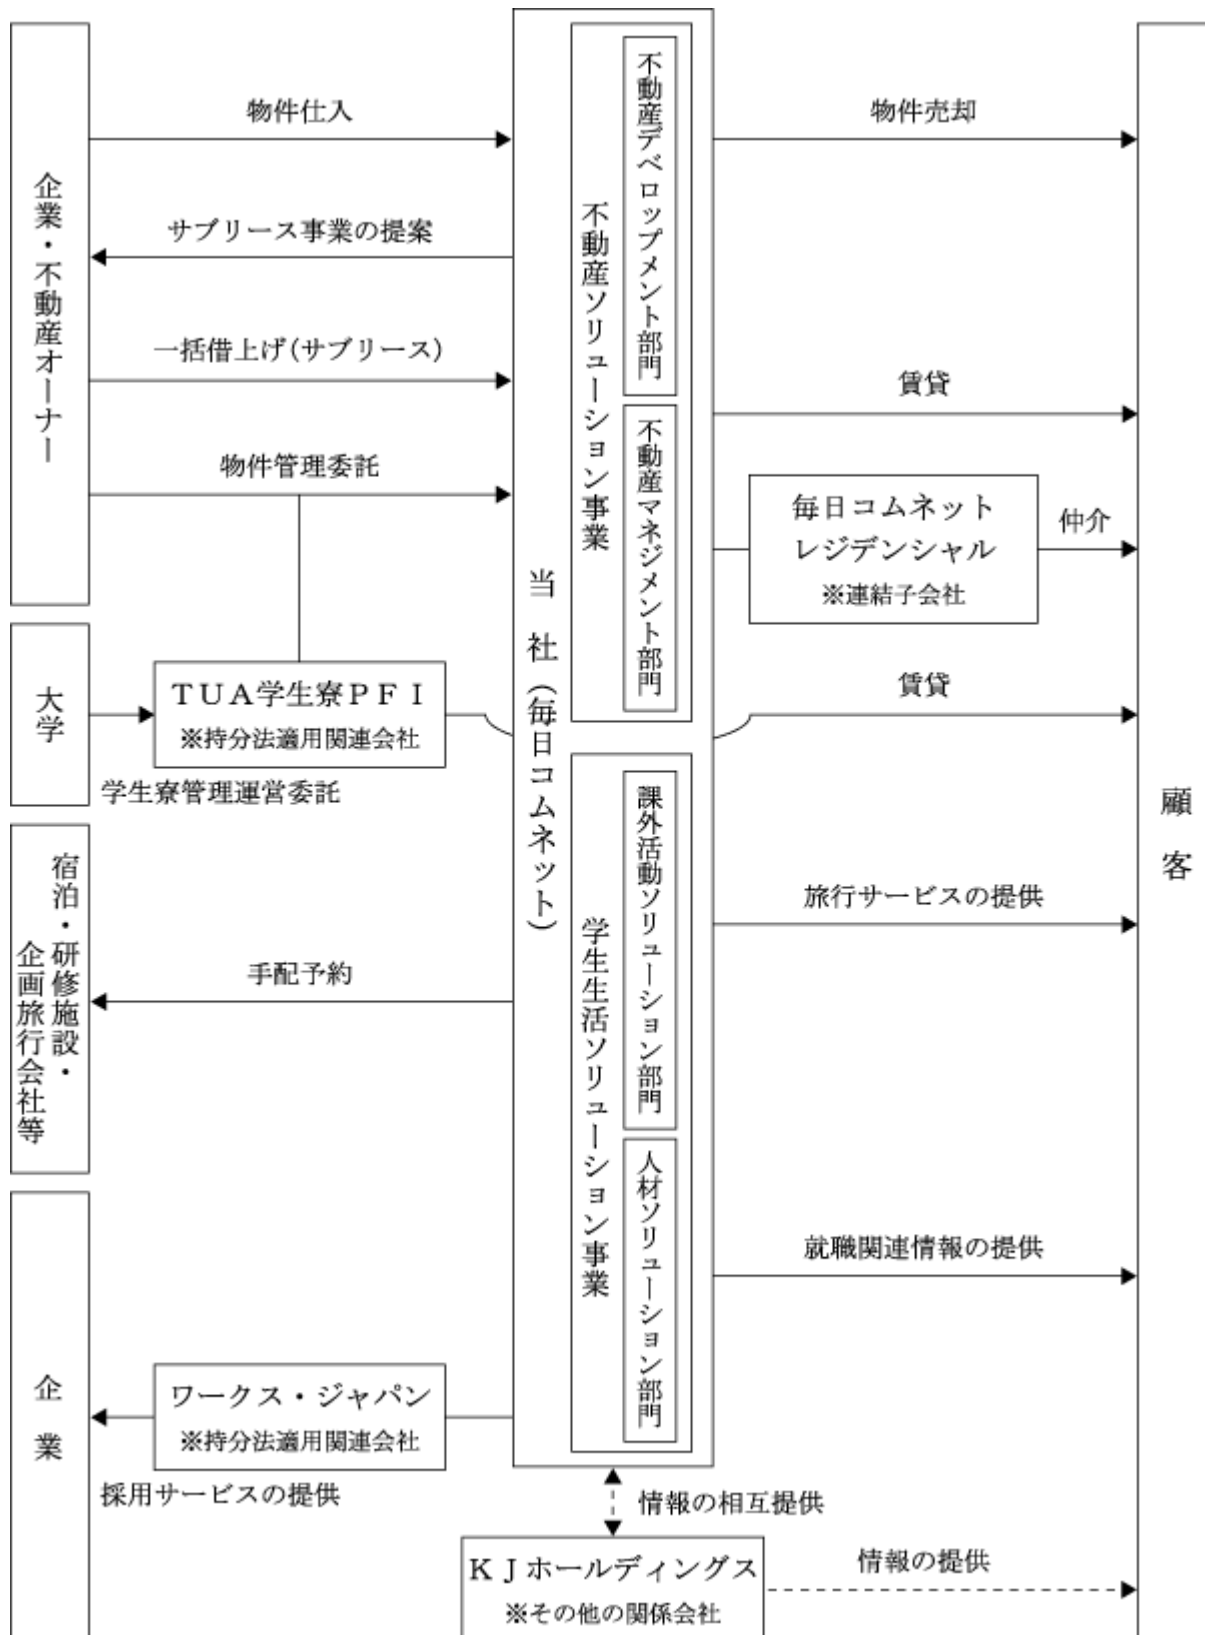 企業・不動産オーナー
物件仕入
サブリース事業の提案
一括借上げ(サブリース)
物件管理委託
大学
TUA学生寮PFI
※持分法適用関連会社
学生寮管理運営委託
宿泊・研修施設・
企画旅行会社等
手配予約
企業
ワークス・ジャパン
※持分法適用関連会社
採用サービスの提供
当社(毎日コムネット)
不動産ソリューション事業
不動産デベロップメント部門
不動産マネジメント部門
学生生活ソリューション事業
課外活動ソリューション部門
人材ソリューション部門
物件売却
賃貸
毎日コムネット
レジデンシャル
※連結子会社
仲介
賃貸
旅行サービスの提供
就職関連情報の提供
情報の相互提供
KJホールディングス
※その他の関係会社
情報の提供
顧客